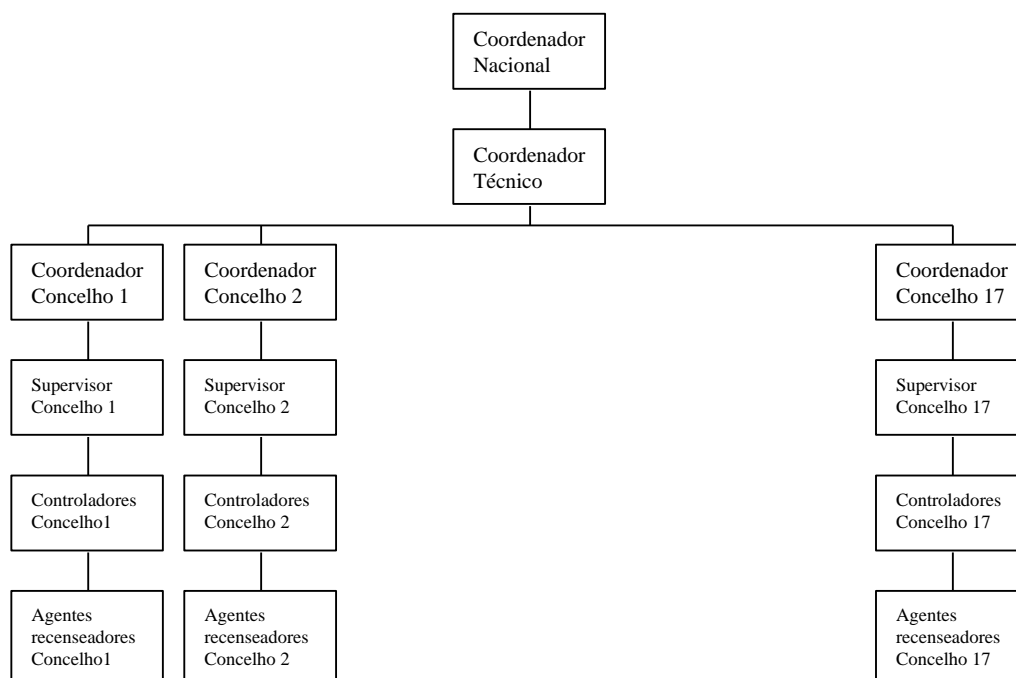 Coordenador
Nacional
Coordenador
Técnico
Coordenador
Concelho 1
Coordenador
Concelho 2
Coordenador
Concelho 17
Supervisor
Concelho 1
Supervisor
Concelho 2
Supervisor
Concelho 17
Controladores
Concelho1
Controladores
Concelho 2
Controladores
Concelho 17
Agentes
recenseadores
Concelho1
Agentes
recenseadores
Concelho 2
Agentes
recenseadores
Concelho 17